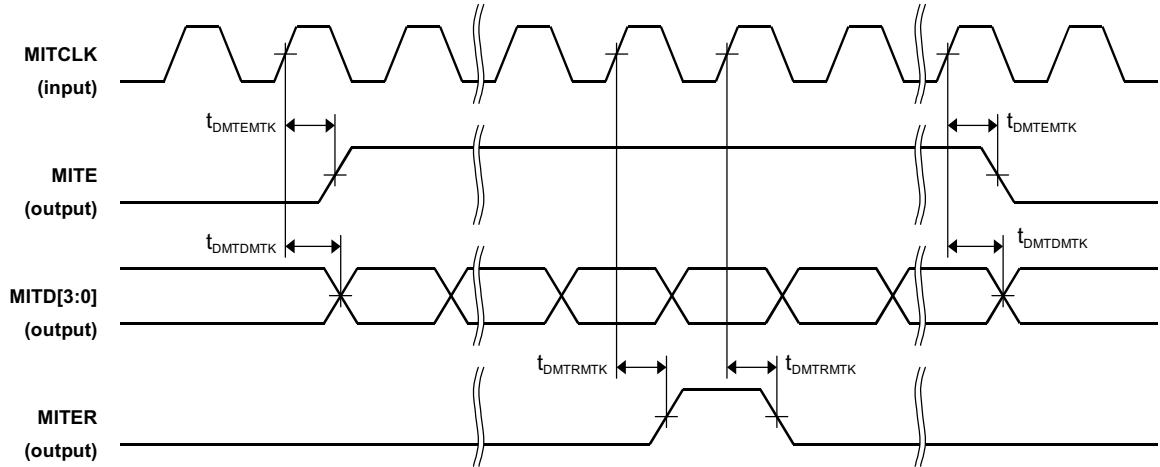 MITCLK
(input)
tDMTEMTK
tDMTEMTK
MITE
(output)
tDMTDMTK
tDMTDMTK
MITD[3:0]
(output)
tDMTRMTK
tDMTRMTK
MITER
(output)